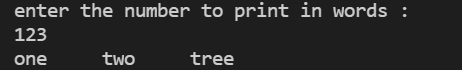 enter the number to print in words :
123
one     two     tree